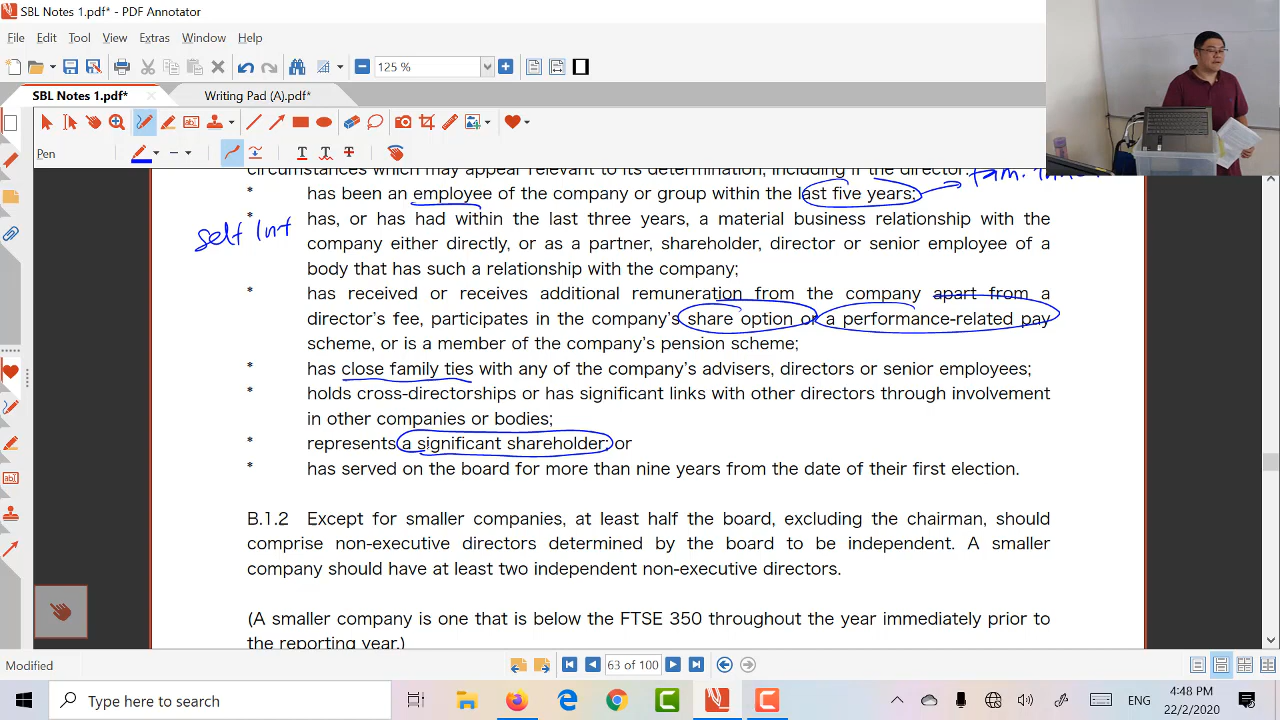 SBL Notes 1.pdf* - PDF Annotator
File Edit Tool View Extras Window Help
125 %
SBL Notes 1.pdf* Writing Pad (A).pdf*
Pen
circumstances which may appear relevant to its determination, including if the director:
* has been an employee of the company or group within the last five years;
* has, or has had within the last three years, a material business relationship with the
self Int
company either directly, or as a partner, shareholder, director or senior employee of a
body that has such a relationship with the company;
* has received or receives additional remuneration from the company apart from a
director's fee, participates in the company's share option or a performance-related pay
scheme, or is a member of the company's pension scheme;
* has close family ties with any of the company's advisers, directors or senior employees;
* holds cross-directorships or has significant links with other directors through involvement
in other companies or bodies;
* represents a significant shareholder; or
* has served on the board for more than nine years from the date of their first election.
B.1.2 Except for smaller companies, at least half the board, excluding the chairman, should
comprise non-executive directors determined by the board to be independent. A smaller
company should have at least two independent non-executive directors.
(A smaller company is one that is below the FTSE 350 throughout the year immediately prior to
the reporting year.)
Modified 63 of 100
Type here to search
ENG
4:48 PM
22/2/2020